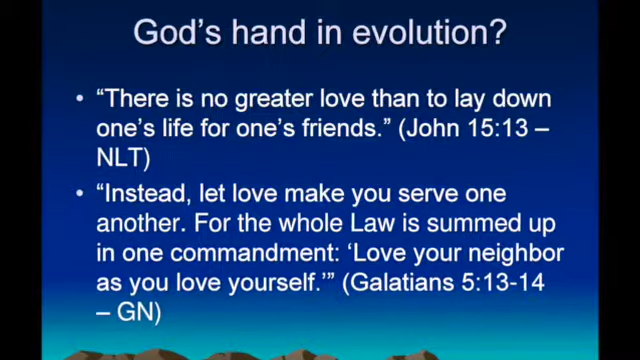 God's hand in evolution?
• "There is no greater love than to lay down
one's life for one's friends." (John 15:13 –
NLT)
• "Instead, let love make you serve one
another. For the whole Law is summed up
in one commandment: 'Love your neighbor
as you love yourself.'" (Galatians 5:13-14
– GN)